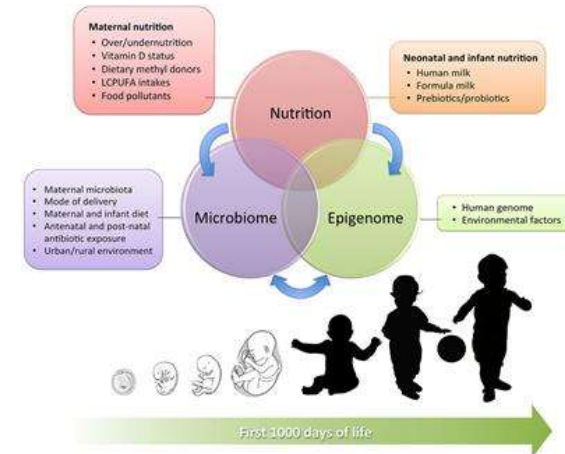 Maternal nutrition
• Over/undernutrition
• Vitamin D status
• Dietary methyl donors
• LCPUFA intakes
• Food pollutants
Neonatal and infant nutrition
• Human milk
• Formula milk
• Prebiotics/probiotics
Nutrition
• Maternal microbiota
• Mode of delivery
• Maternal and infant diet
• Antenatal and post-natal
antibiotic exposure
• Urban/rural environment
Microbiome
Epigenome
• Human genome
• Environmental factors
First 1000 days of life